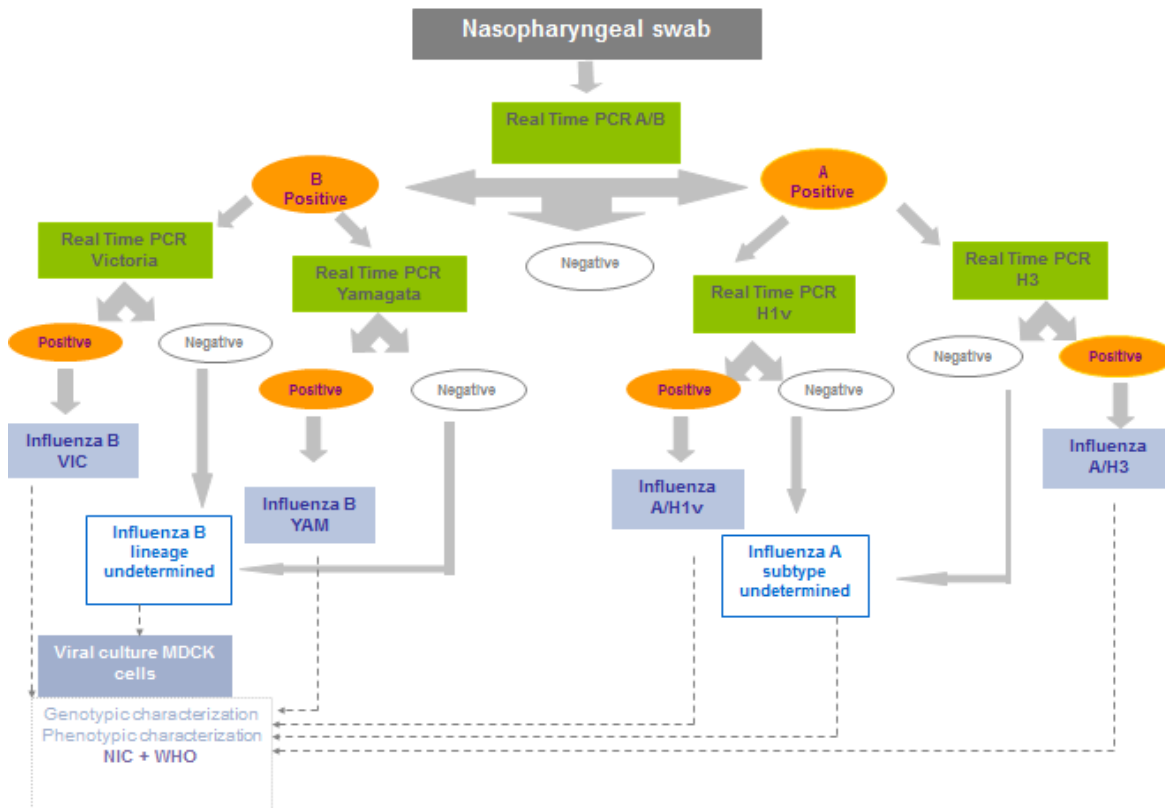 Nasopharyngeal swab
Real Time PCR A/B
B
Positive
A
Positive
Real Time PCR
Victoria
Real Time PCR
Yamagata
Negative
Real Time PCR
H1v
Real Time PCR
H3
Positive
Negative
Positive
Negative
Positive
Negative
Negative
Positive
Influenza B
VIC
Influenza B
YAM
Influenza
A/H1v
Influenza
A/H3
Influenza B
lineage
undetermined
Influenza A
subtype
undetermined
Viral culture MDCK
cells
Genotypic characterization
Phenotypic characterization
NIC + WHO